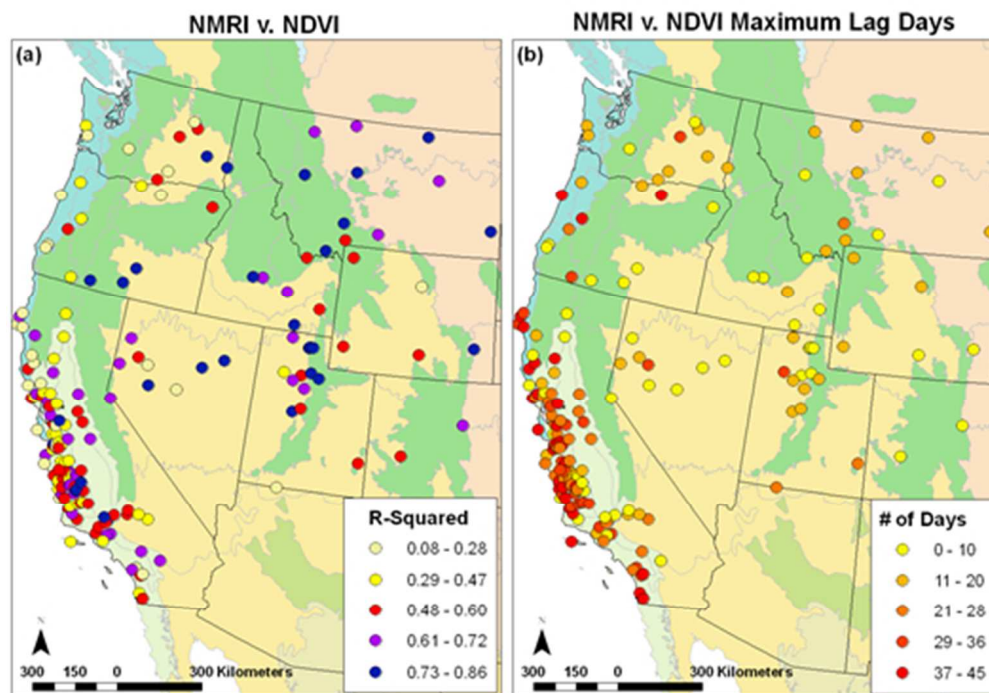 NMRI v. NDVI
(a)
R-Squared
0.08 - 0.28
0.29 - 0.47
0.48 - 0.60
0.61 - 0.72
0.73 - 0.86
300 150 0 300 Kilometers
NMRI v. NDVI Maximum Lag Days
(b)
# of Days
0 - 10
11 - 20
21 - 28
29 - 36
37 - 45
300 150 0 300 Kilometers